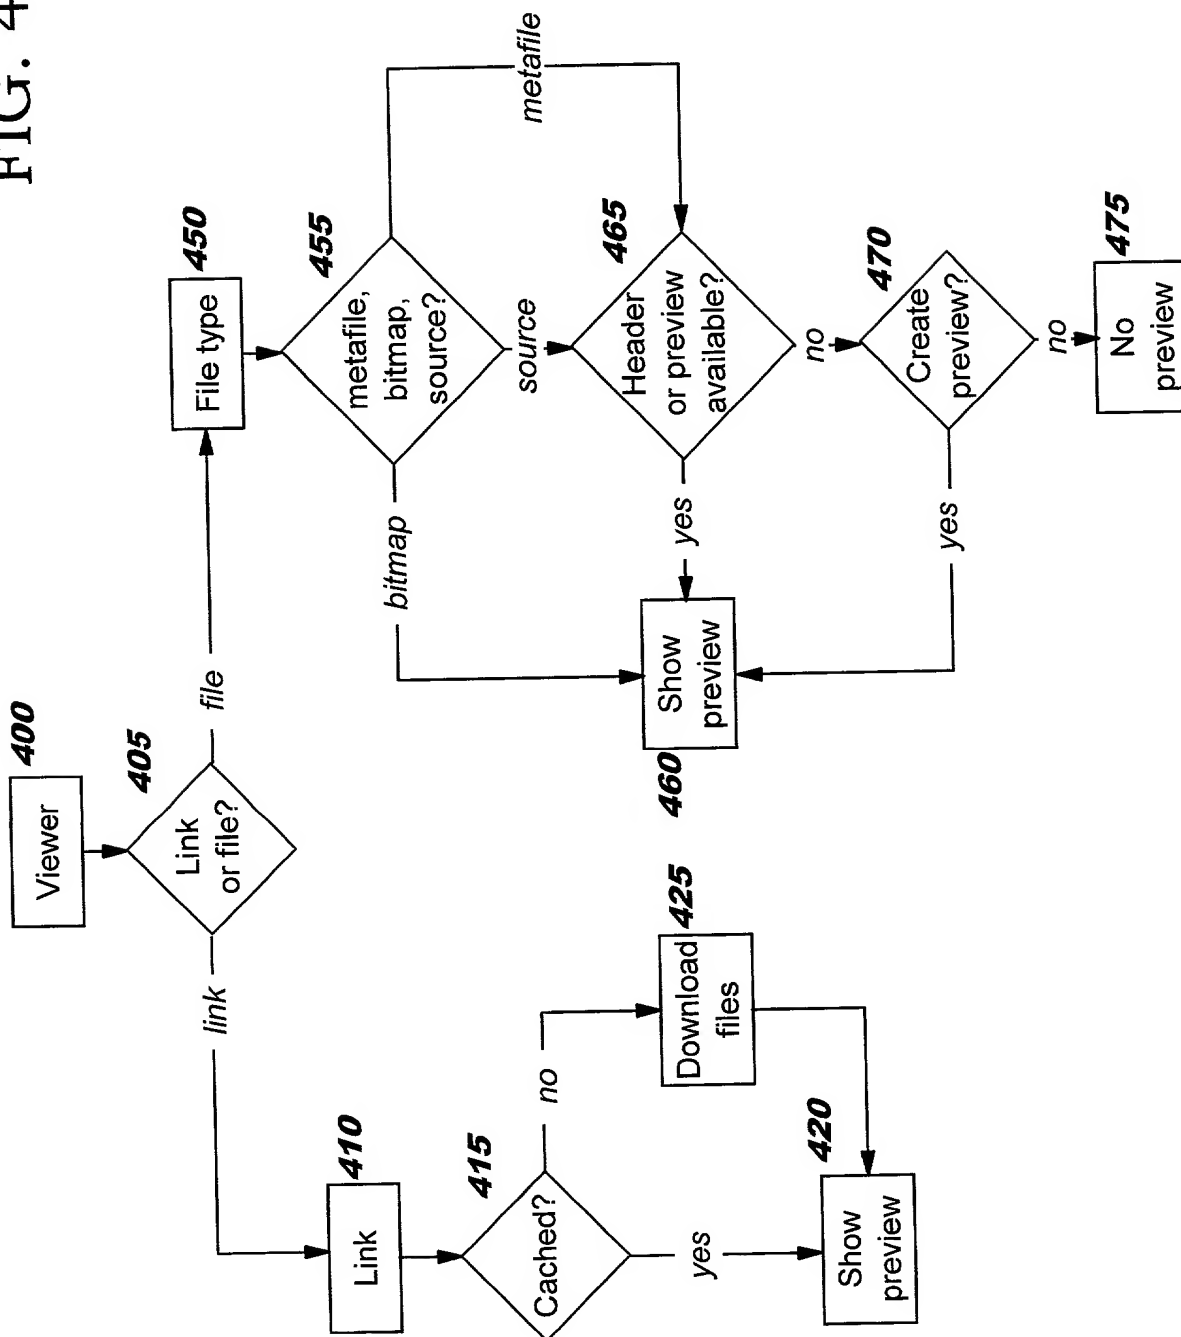 FIG. 4
400
Viewer
405
Link
or file?
link
file
410
Link
415
Cached?
no
yes
425
Download
files
420
Show
preview
450
File type
455
metafile,
bitmap,
source?
bitmap
source
metafile
465
Header
or preview
available?
yes
no
460
Show
preview
470
Create
preview?
yes
no
475
No
preview